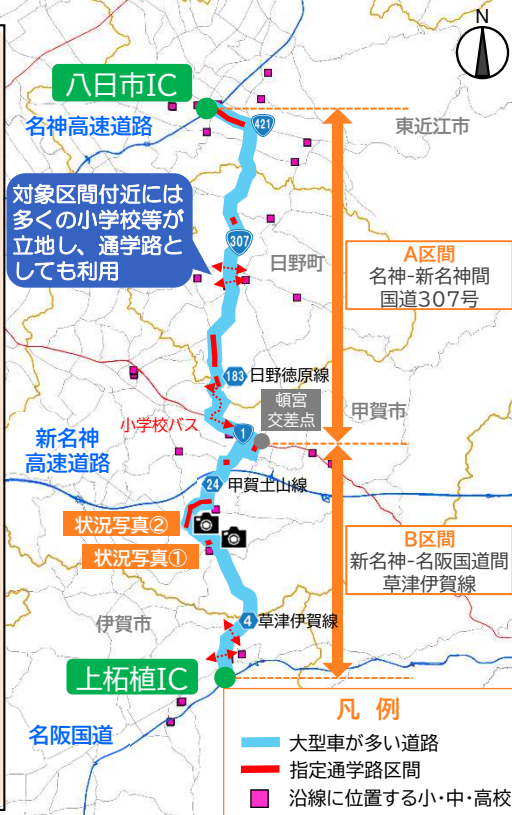 N
八日市IC
名神高速道路
421
東近江市
対象区間付近には
多くの小学校等が
立地し、通学路と
しても利用
307
日野町
A区間
名神-新名神間
国道307号
183
日野徳原線
頓宮
交差点
甲賀市
小学校バス
1
新名神
高速道路
24
甲賀土山線
状況写真②
状況写真①
B区間
新名神-名阪国道間
草津伊賀線
伊賀市
4
草津伊賀線
上柘植IC
名阪国道
凡 例
大型車が多い道路
指定通学路区間
沿線に位置する小・中・高校